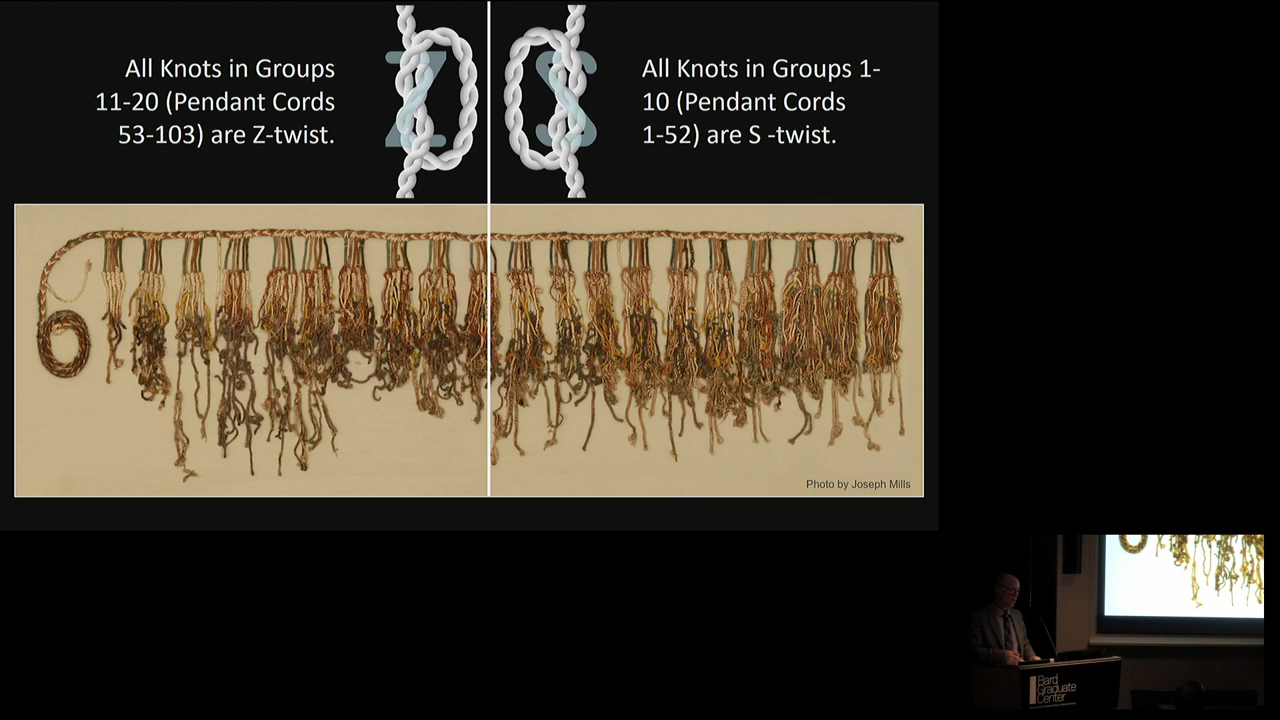 All Knots in Groups
11-20 (Pendant Cords
53-103) are Z-twist.
Z
S
All Knots in Groups 1-
10 (Pendant Cords
1-52) are S -twist.
Photo by Joseph Mills
Bard
Graduate
Center